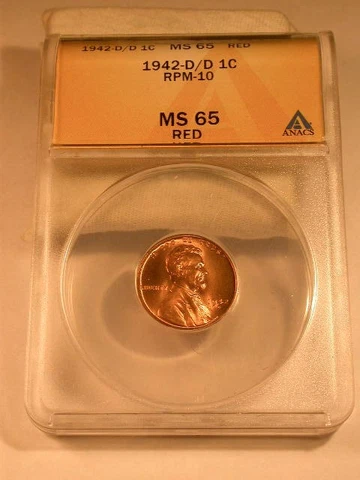 1942-D/D 1C MS 65 RED
1942-D/D 1C
RPM-10
MS 65
RED
ANACS